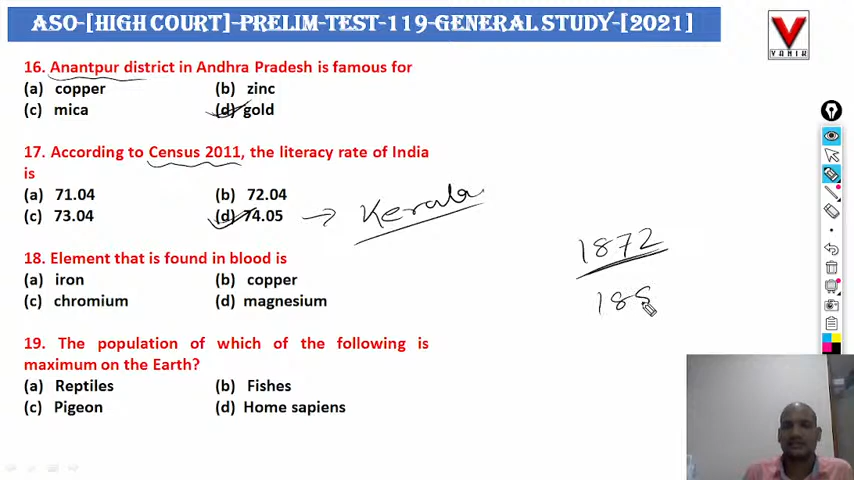 ASO-[HIGH COURT]-PRELIM-TEST-119-GENERAL STUDY-[2021]
VAMIA
16. Anantpur district in Andhra Pradesh is famous for
(a) copper (b) zinc
(c) mica (d) gold
17. According to Census 2011, the literacy rate of India
is
(a) 71.04 (b) 72.04
(c) 73.04 (d) 74.05 → Kerala
1872
188
18. Element that is found in blood is
(a) iron (b) copper
(c) chromium (d) magnesium
19. The population of which of the following is
maximum on the Earth?
(a) Reptiles (b) Fishes
(c) Pigeon (d) Home sapiens